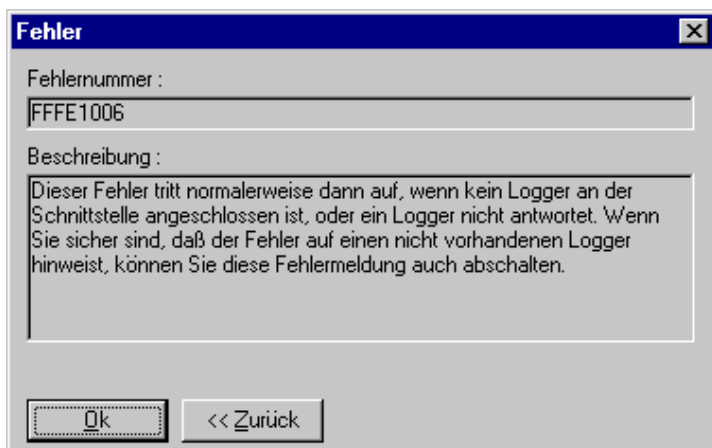 Fehler
Fehlernummer :
FFFE1006
Beschreibung :
Dieser Fehler tritt normalerweise dann auf, wenn kein Logger an der
Schnittstelle angeschlossen ist, oder ein Logger nicht antwortet. Wenn
Sie sicher sind, daß der Fehler auf einen nicht vorhandenen Logger
hinweist, können Sie diese Fehlermeldung auch abschalten.
Ok
<< Zurück